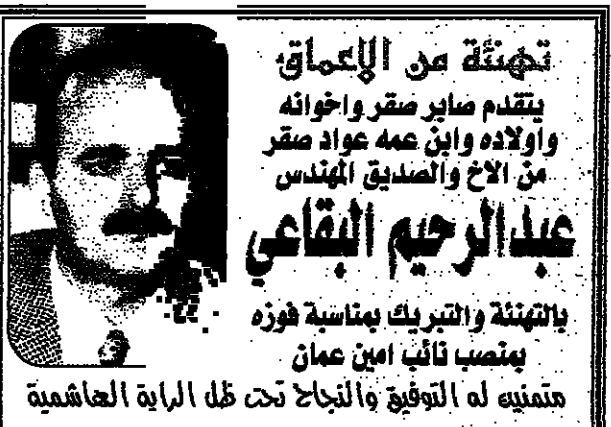 تهنئة من الاعماق
يتقدم صابر صقر واخوانه
واولاده وابن عمه عواد صقر
من الاخ والصديق المهندس
عبدالرحيم البقاعي
بالتهنئة والتبريك بمناسبة فوزه
بمنصب نائب امين عمان
متمنين له التوفيق والنجاح تحت ظل الراية الهاشمية